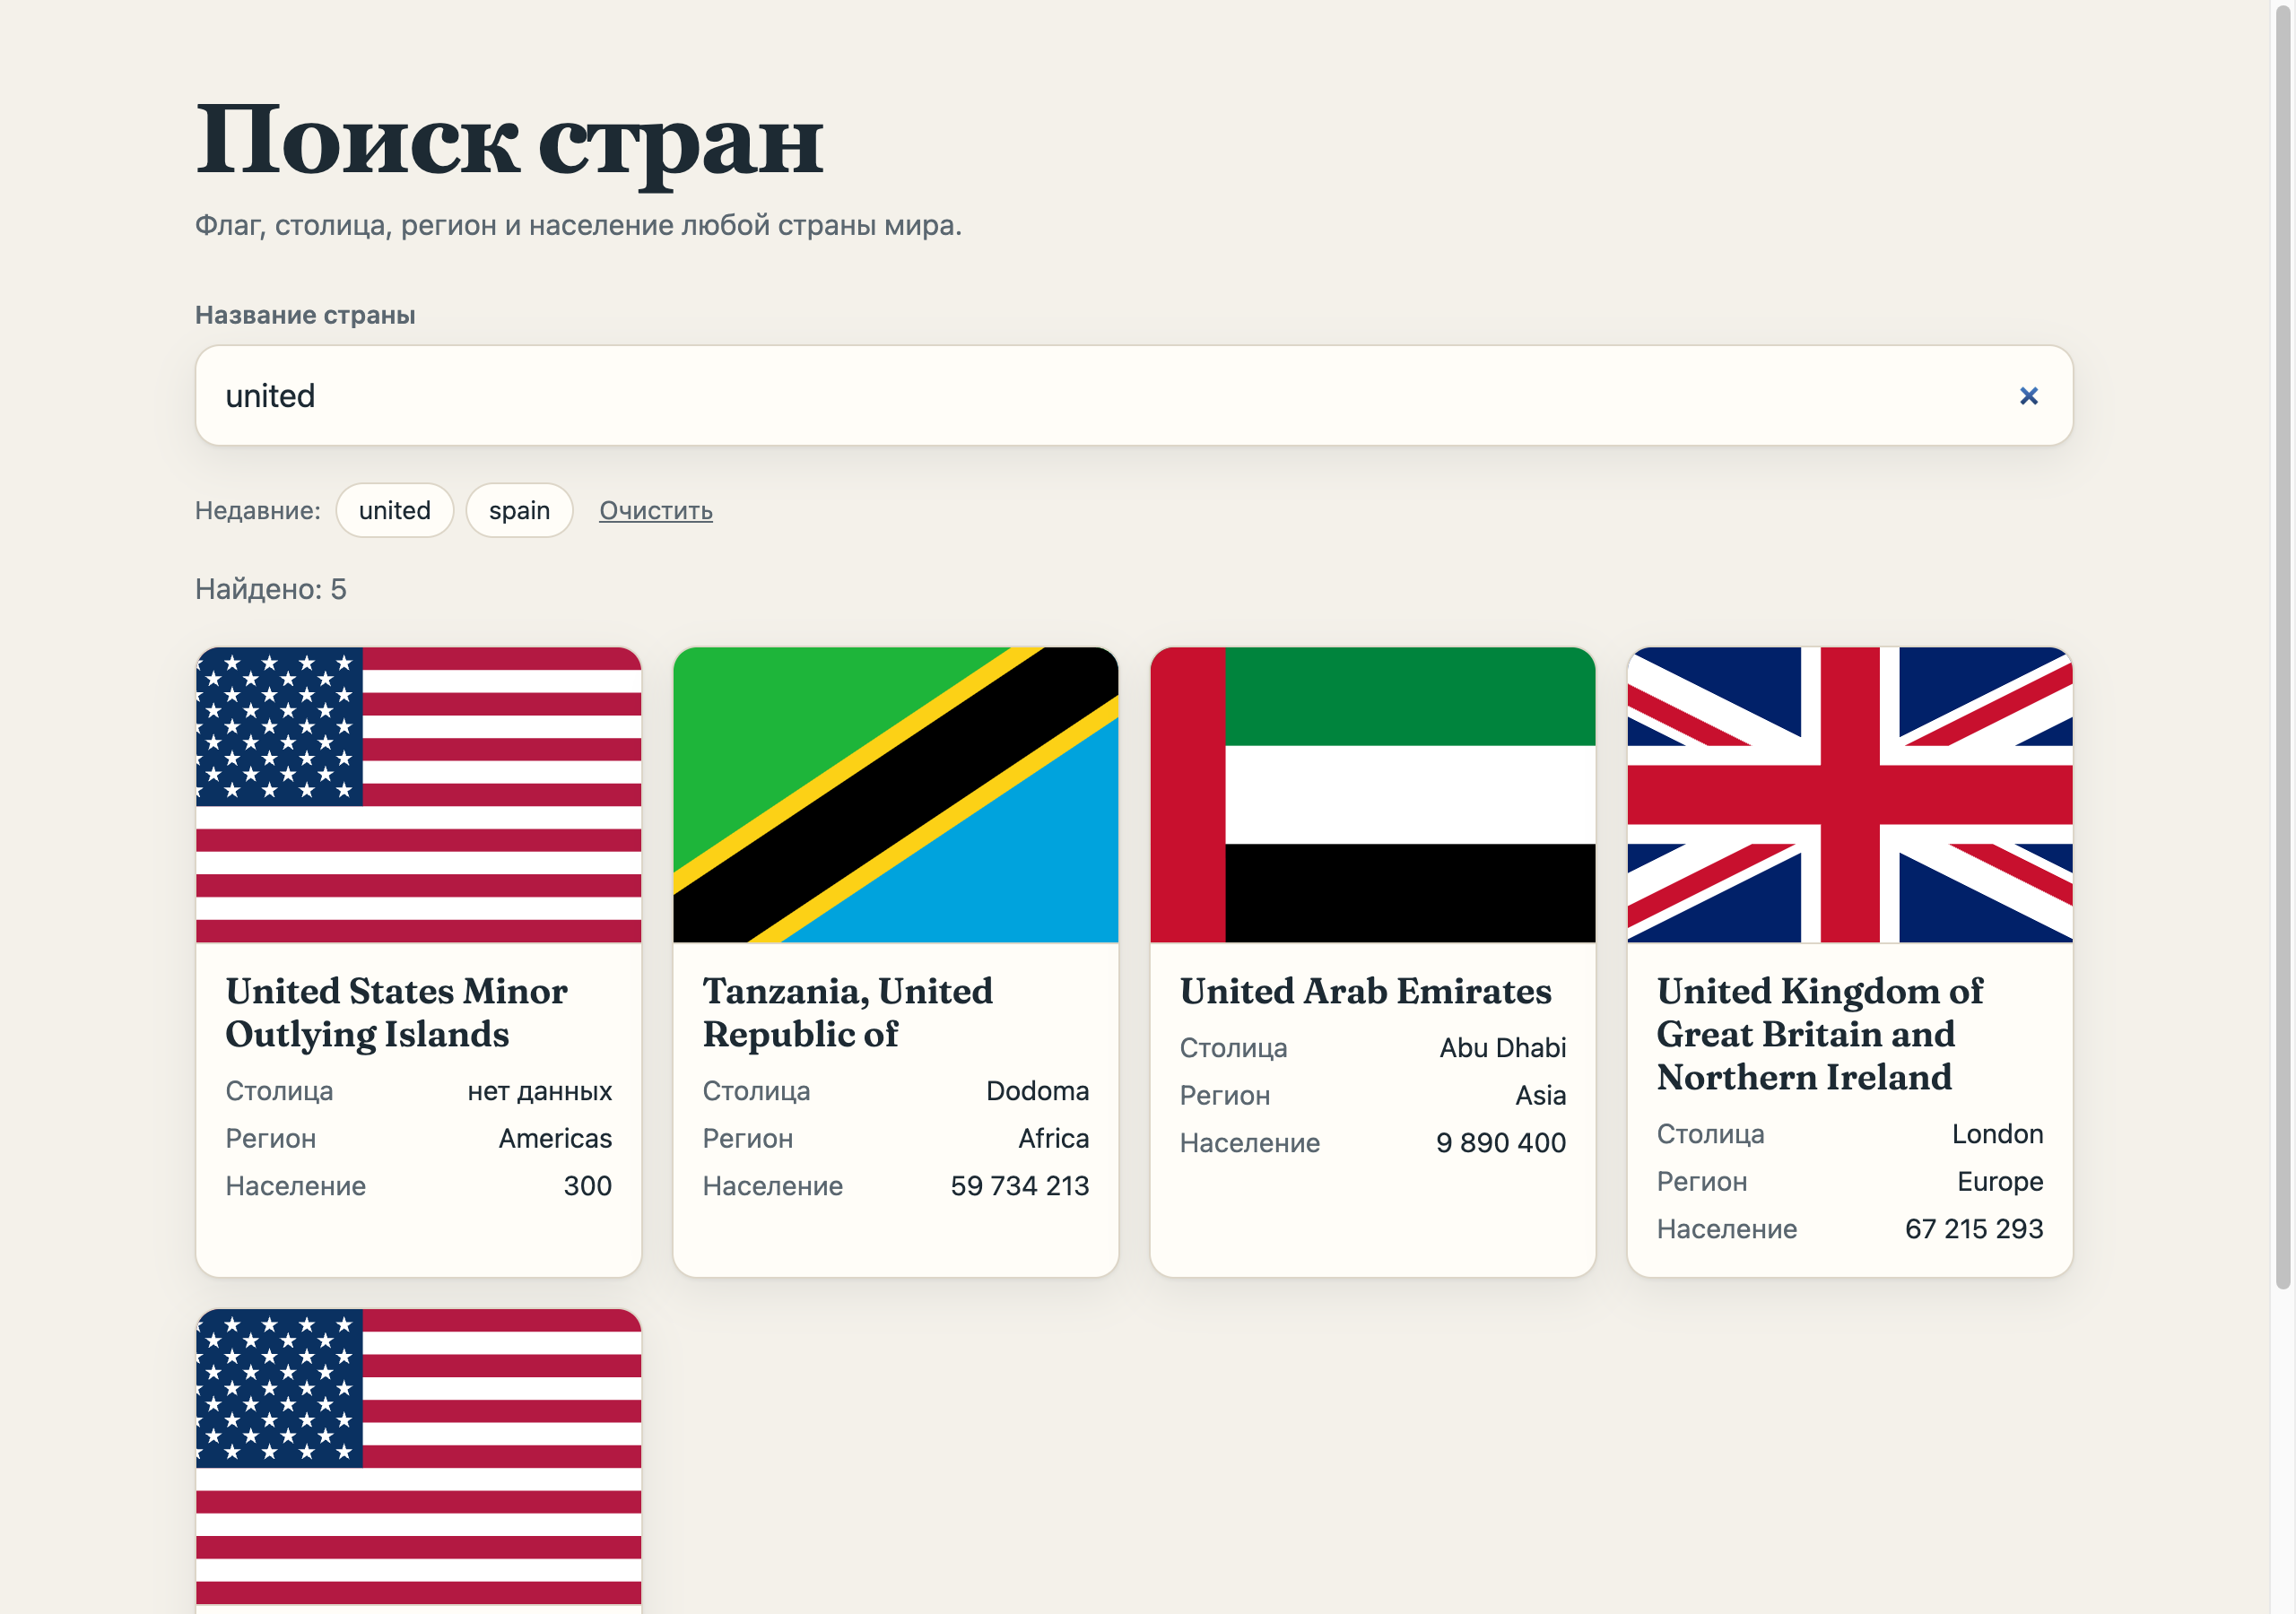 Поиск стран
Флаг, столица, регион и население любой страны мира.
Название страны
united
Недавние: united spain Очистить
Найдено: 5
United States Minor
Outlying Islands
Столица нет данных
Регион Americas
Население 300
Tanzania, United
Republic of
Столица Dodoma
Регион Africa
Население 59 734 213
United Arab Emirates
Столица Abu Dhabi
Регион Asia
Население 9 890 400
United Kingdom of
Great Britain and
Northern Ireland
Столица London
Регион Europe
Население 67 215 293